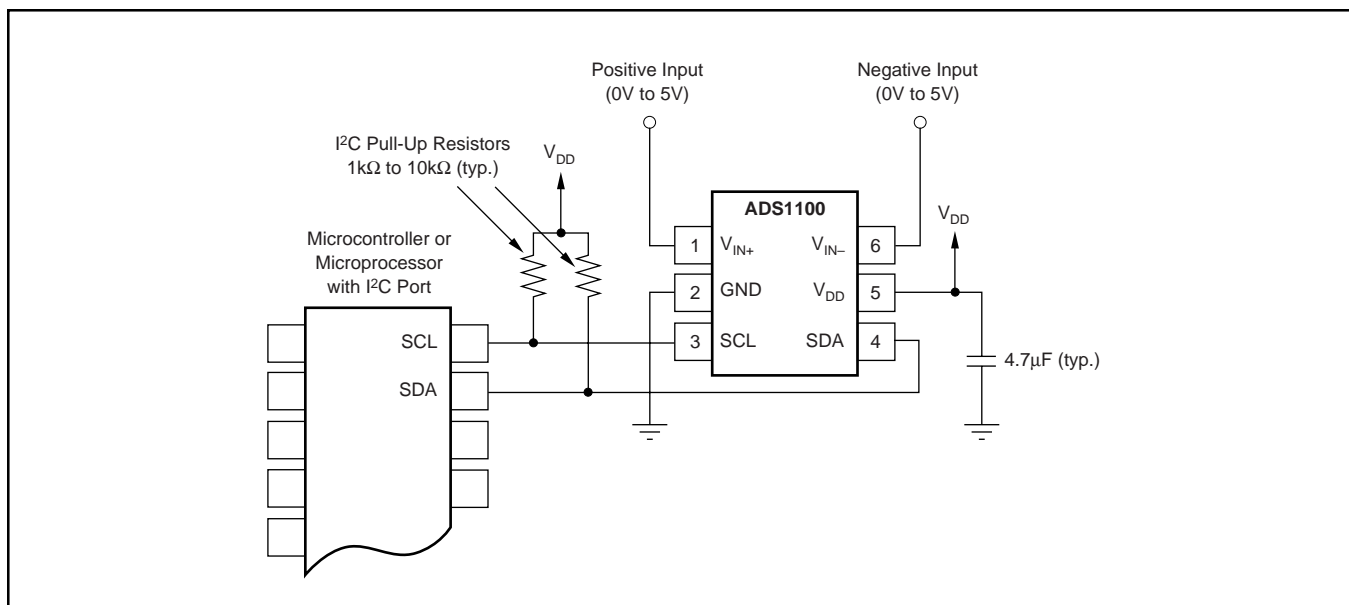 Positive Input
(0V to 5V)
Negative Input
(0V to 5V)
I²C Pull-Up Resistors
1kΩ to 10kΩ (typ.)
V_DD
Microcontroller or
Microprocessor
with I²C Port
SCL
SDA
ADS1100
1 V_IN+ V_IN– 6
2 GND V_DD 5
3 SCL SDA 4
V_DD
4.7µF (typ.)